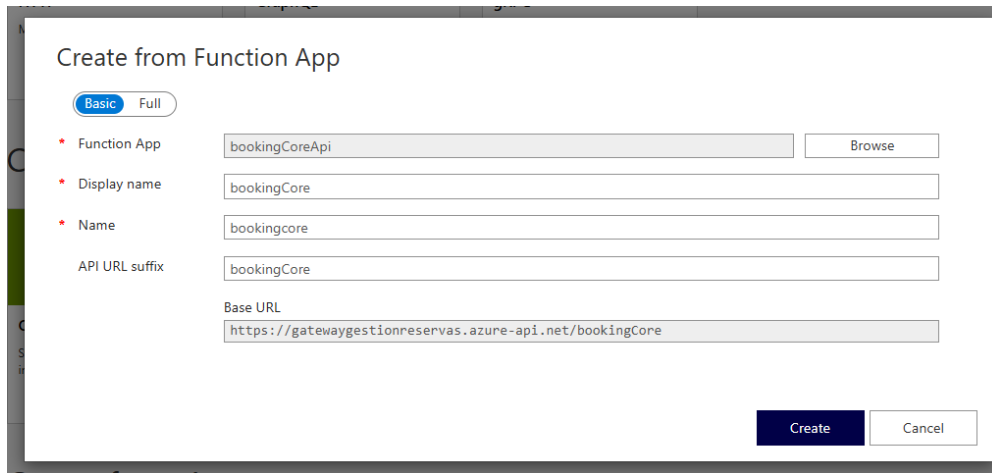 Create from Function App
Basic Full
* Function App bookingCoreApi Browse
* Display name bookingCore
* Name bookingcore
API URL suffix bookingCore
Base URL
https://gatewaygestionreservas.azure-api.net/bookingCore
Create Cancel